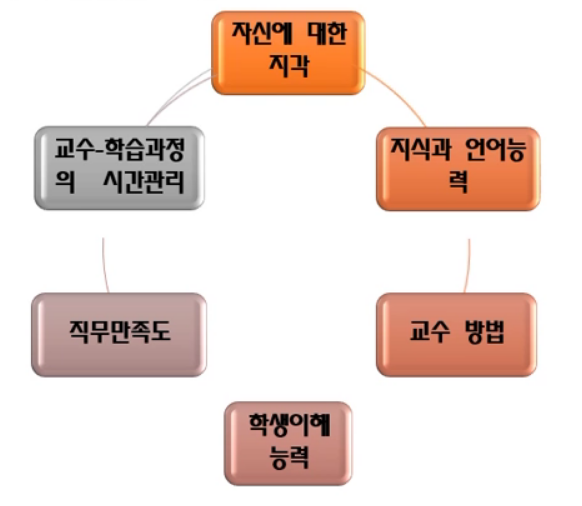 자신에 대한
지각
교수-학습과정
의 시간관리
지식과 언어능
력
직무만족도
교수 방법
학생이해
능력